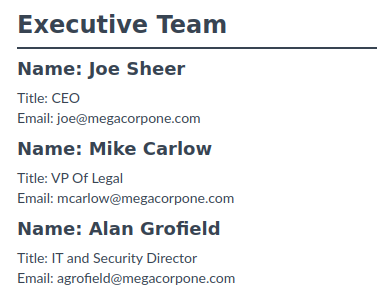 Executive Team
Name: Joe Sheer
Title: CEO
Email: joe@megacorpone.com
Name: Mike Carlow
Title: VP Of Legal
Email: mcarlow@megacorpone.com
Name: Alan Grofield
Title: IT and Security Director
Email: agrofield@megacorpone.com